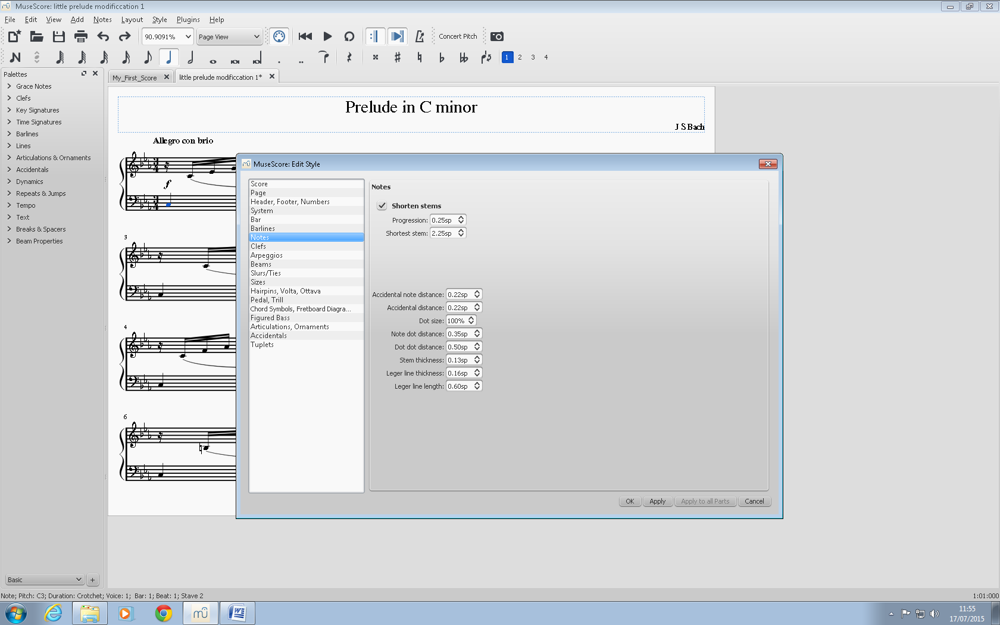 MuseScore: little prelude modificcation 1
File Edit View Add Notes Layout Style Plugins Help
90.9091% Page View Concert Pitch
1 2 3 4
Palettes
Grace Notes
Clefs
Key Signatures
Time Signatures
Barlines
Lines
Articulations & Ornaments
Accidentals
Dynamics
Repeats & Jumps
Tempo
Text
Breaks & Spacers
Beam Properties
Basic
+
My_First_Score little prelude modificcation 1*
Prelude in C minor
J S Bach
Allegro con brio
3
4
f
3
4
3
4
6
MuseScore: Edit Style
Score
Page
Header, Footer, Numbers
System
Bar
Barlines
Notes
Clefs
Arpeggios
Beams
Slurs/Ties
Sizes
Hairpins, Volta, Ottava
Pedal, Trill
Chord Symbols, Fretboard Diagra...
Figured Bass
Articulations, Ornaments
Accidentals
Tuplets
Notes
Shorten stems
Progression: 0.25sp
Shortest stem: 2.25sp
Accidental note distance: 0.22sp
Accidental distance: 0.22sp
Dot size: 100%
Note dot distance: 0.35sp
Dot dot distance: 0.50sp
Stem thickness: 0.13sp
Leger line thickness: 0.16sp
Leger line length: 0.60sp
OK Apply Apply to all Parts Cancel
Note; Pitch: C3; Duration: Crotchet; Voice: 1; Bar: 1; Beat: 1; Stave 2
1:01:000
11:55
17/07/2015